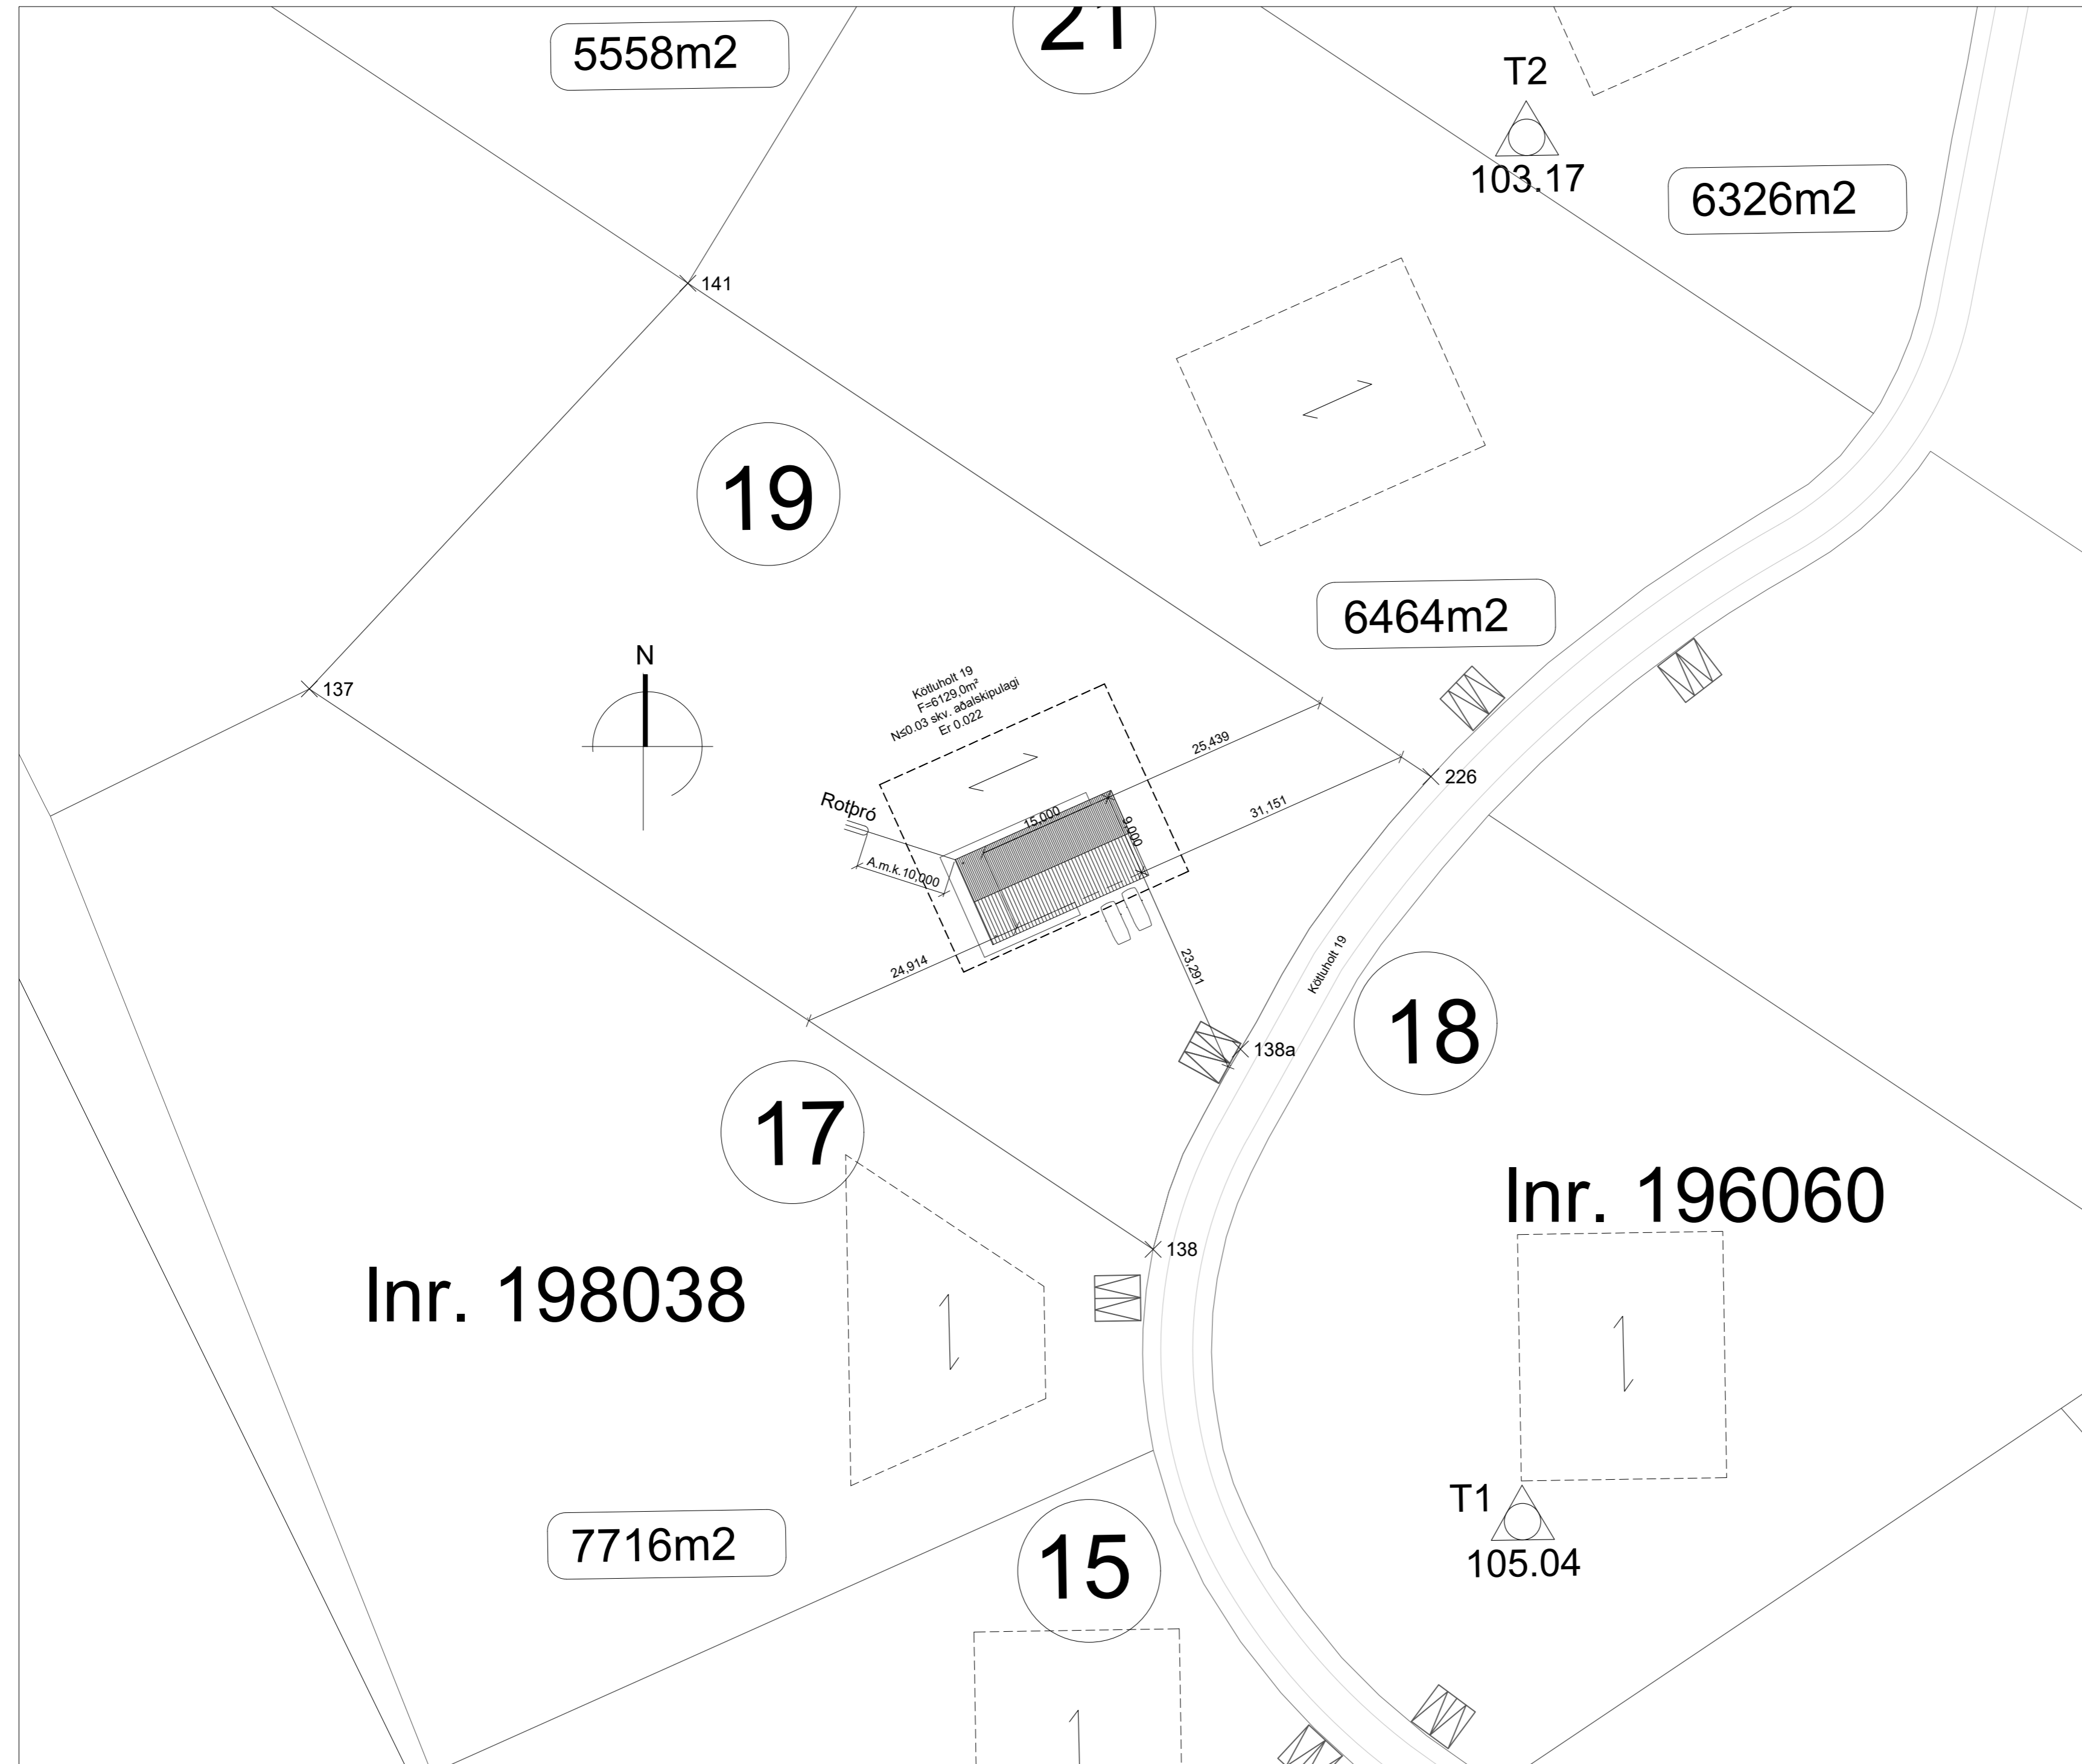 5558m2
21
T2
103.17
6326m2
141
19
6464m2
N
137
Kötluholt 19
F=6129,0m²
N≤0.03 skv. aðalskipulagi
Er 0.022
25,439
226
Rotþró
15,000
9,000
31,151
A.m.k.10,000
24,914
23,291
Kötluholt 19
18
138a
17
lnr. 196060
138
lnr. 198038
T1
105.04
7716m2
15